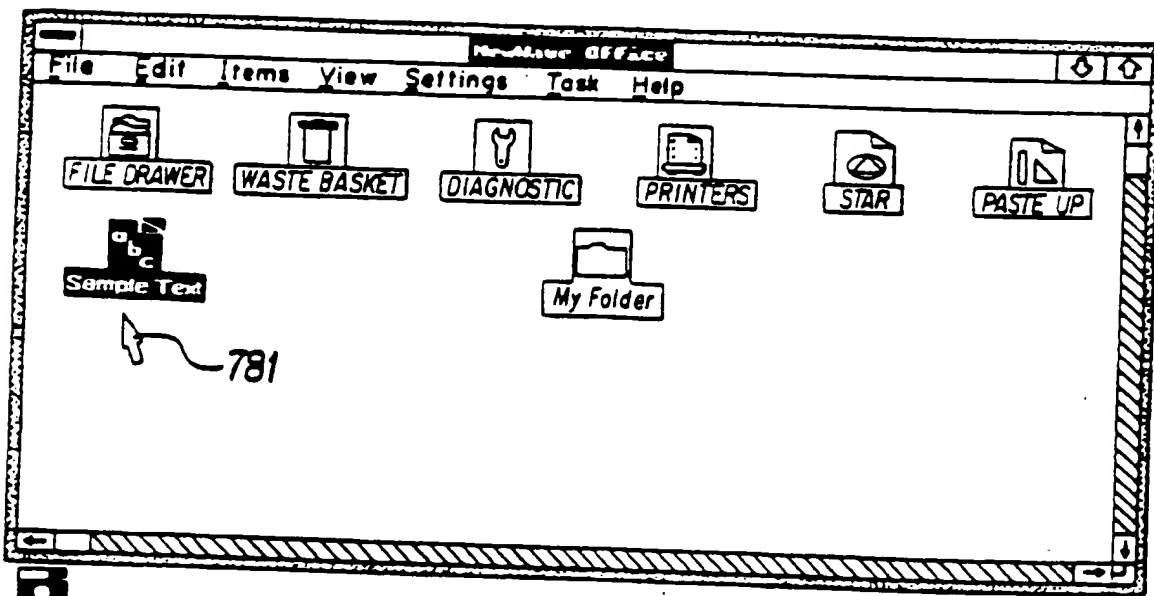 NewWave Office
File Edit Items View Settings Task Help
FILE DRAWER WASTE BASKET DIAGNOSTIC PRINTERS STAR PASTE UP
abc
Sample Text My Folder
781